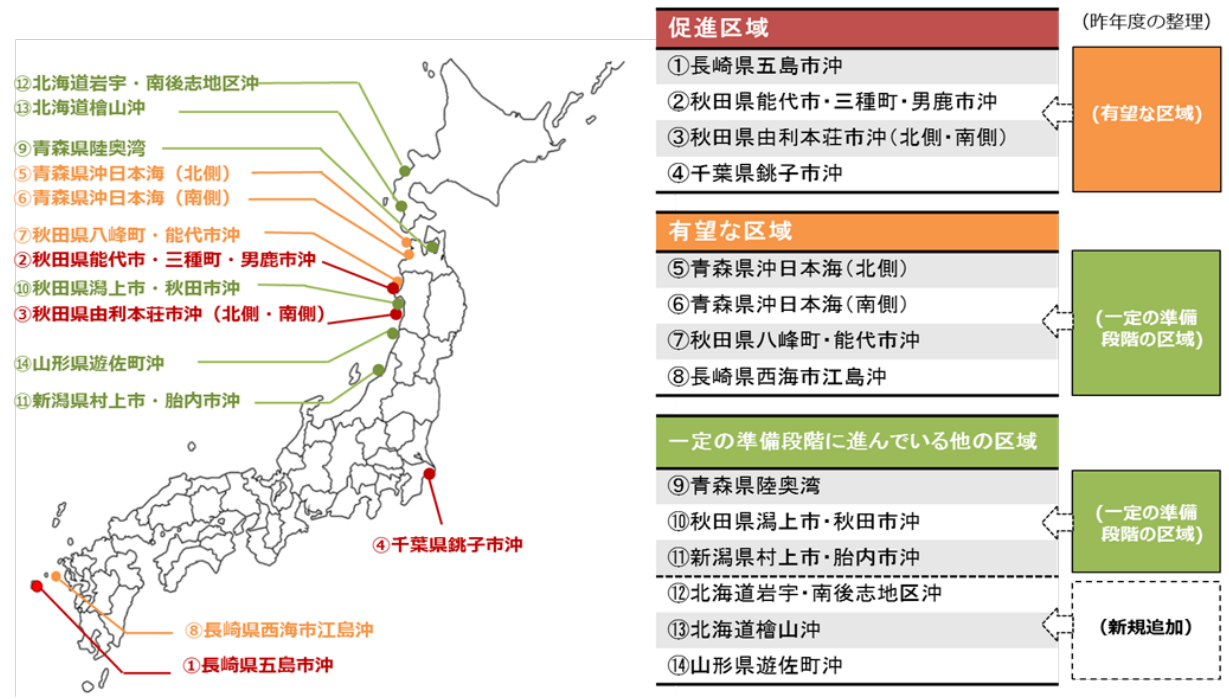 ⑫北海道岩宇・南後志地区沖
⑬北海道檜山沖
⑨青森県陸奥湾
⑤青森県沖日本海（北側）
⑥青森県沖日本海（南側）
⑦秋田県八峰町・能代市沖
②秋田県能代市・三種町・男鹿市沖
⑩秋田県潟上市・秋田市沖
③秋田県由利本荘市沖（北側・南側）
⑭山形県遊佐町沖
⑪新潟県村上市・胎内市沖
④千葉県銚子市沖
⑧長崎県西海市江島沖
①長崎県五島市沖
促進区域
①長崎県五島市沖
②秋田県能代市・三種町・男鹿市沖
③秋田県由利本荘市沖（北側・南側）
④千葉県銚子市沖
（昨年度の整理）
(有望な区域)
有望な区域
⑤青森県沖日本海（北側）
⑥青森県沖日本海（南側）
⑦秋田県八峰町・能代市沖
⑧長崎県西海市江島沖
(一定の準備
段階の区域)
一定の準備段階に進んでいる他の区域
⑨青森県陸奥湾
⑩秋田県潟上市・秋田市沖
⑪新潟県村上市・胎内市沖
⑫北海道岩宇・南後志地区沖
⑬北海道檜山沖
⑭山形県遊佐町沖
(一定の準備
段階の区域)
（新規追加）